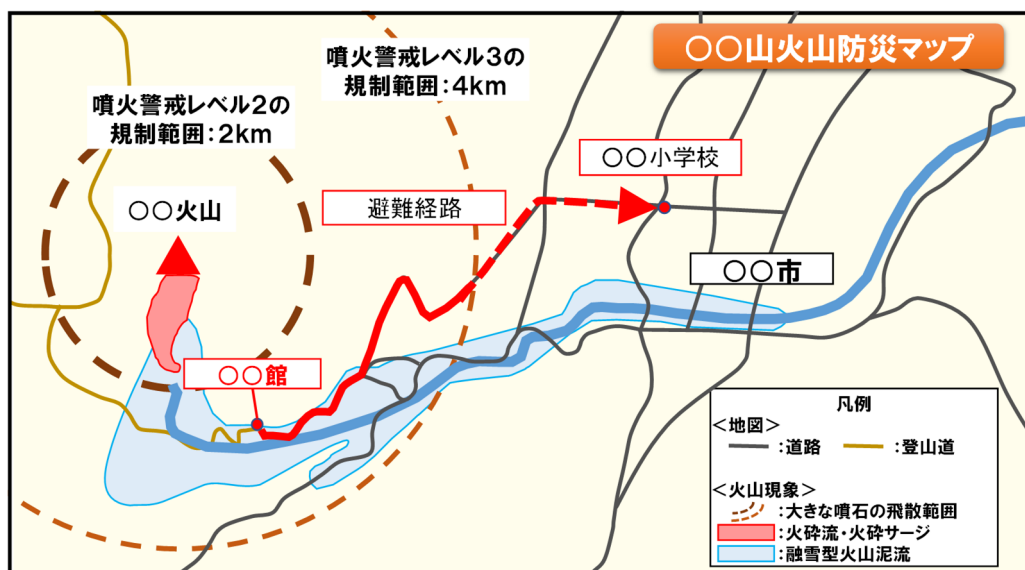 〇〇山火山防災マップ
噴火警戒レベル3の
規制範囲：4km
噴火警戒レベル2の
規制範囲：2km
〇〇小学校
〇〇火山
避難経路
〇〇市
〇〇館
凡例
＜地図＞
：道路
：登山道
＜火山現象＞
：大きな噴石の飛散範囲
：火砕流・火砕サージ
：融雪型火山泥流